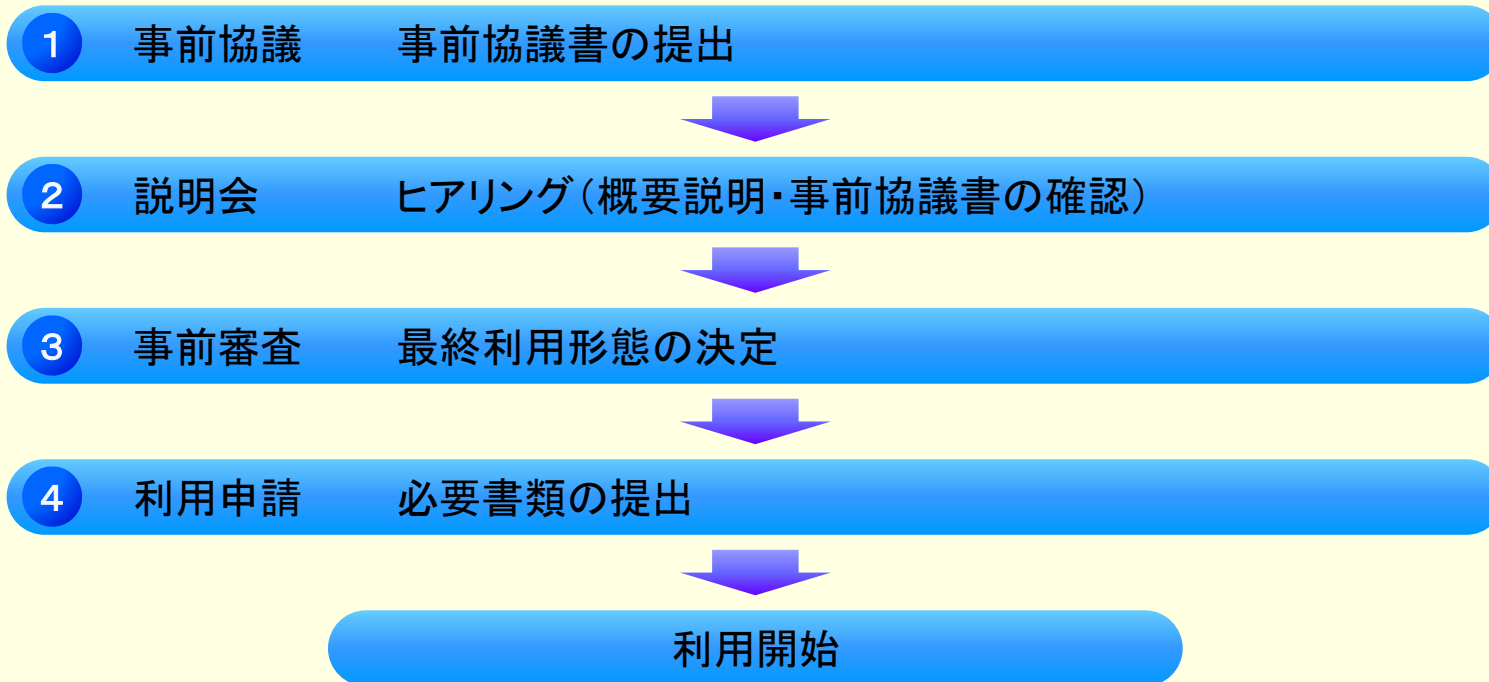 1 事前協議 事前協議書の提出
2 説明会 ヒアリング（概要説明・事前協議書の確認）
3 事前審査 最終利用形態の決定
4 利用申請 必要書類の提出
利用開始